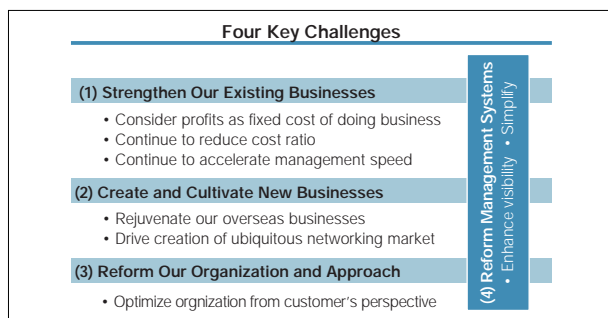 Four Key Challenges
(1) Strengthen Our Existing Businesses
• Consider profits as fixed cost of doing business
• Continue to reduce cost ratio
• Continue to accelerate management speed
(2) Create and Cultivate New Businesses
• Rejuvenate our overseas businesses
• Drive creation of ubiquitous networking market
(3) Reform Our Organization and Approach
• Optimize orgnization from customer's perspective
(4) Reform Management Systems
• Enhance visibility • Simplify